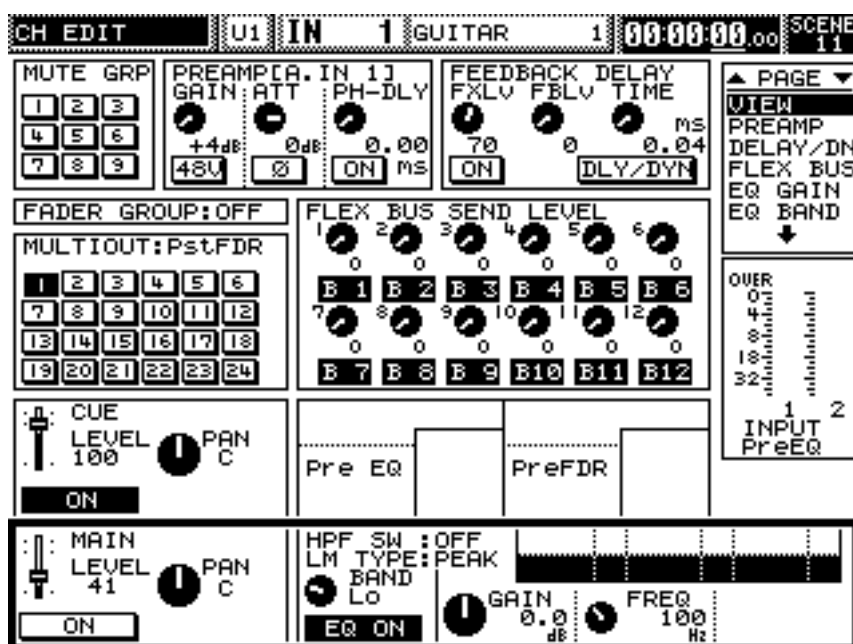 CH EDIT U1 IN 1 GUITAR 1 00:00:00.00 SCENE 11
MUTE GRP
1 2 3
4 5 6
7 8 9
PREAMP[A.IN 1]
GAIN ATT PH-DLY
+4dB 0dB 0.00
48V Ø ON ms
FEEDBACK DELAY
FXLV FBLV TIME
ms
70 0 0.04
ON DLY/DYN
▲ PAGE ▼
VIEW
PREAMP
DELAY/DN
FLEX BUS
EQ GAIN
EQ BAND
FADER GROUP:OFF
MULTIOUT:PstFDR
1 2 3 4 5 6
7 8 9 10 11 12
13 14 15 16 17 18
19 20 21 22 23 24
FLEX BUS SEND LEVEL
1 2 3 4 5 6
0 0 0 0 0 0
B 1 B 2 B 3 B 4 B 5 B 6
7 8 9 10 11 12
0 0 0 0 0 0
B 7 B 8 B 9 B10 B11 B12
OVER
0
4
8
18
32
1 2
INPUT
PreEQ
CUE
LEVEL PAN
100 C
ON
Pre EQ PreFDR
MAIN
LEVEL PAN
41 C
ON
HPF SW :OFF
LM TYPE:PEAK
BAND
Lo
EQ ON
GAIN
0.0
dB
FREQ
100
Hz